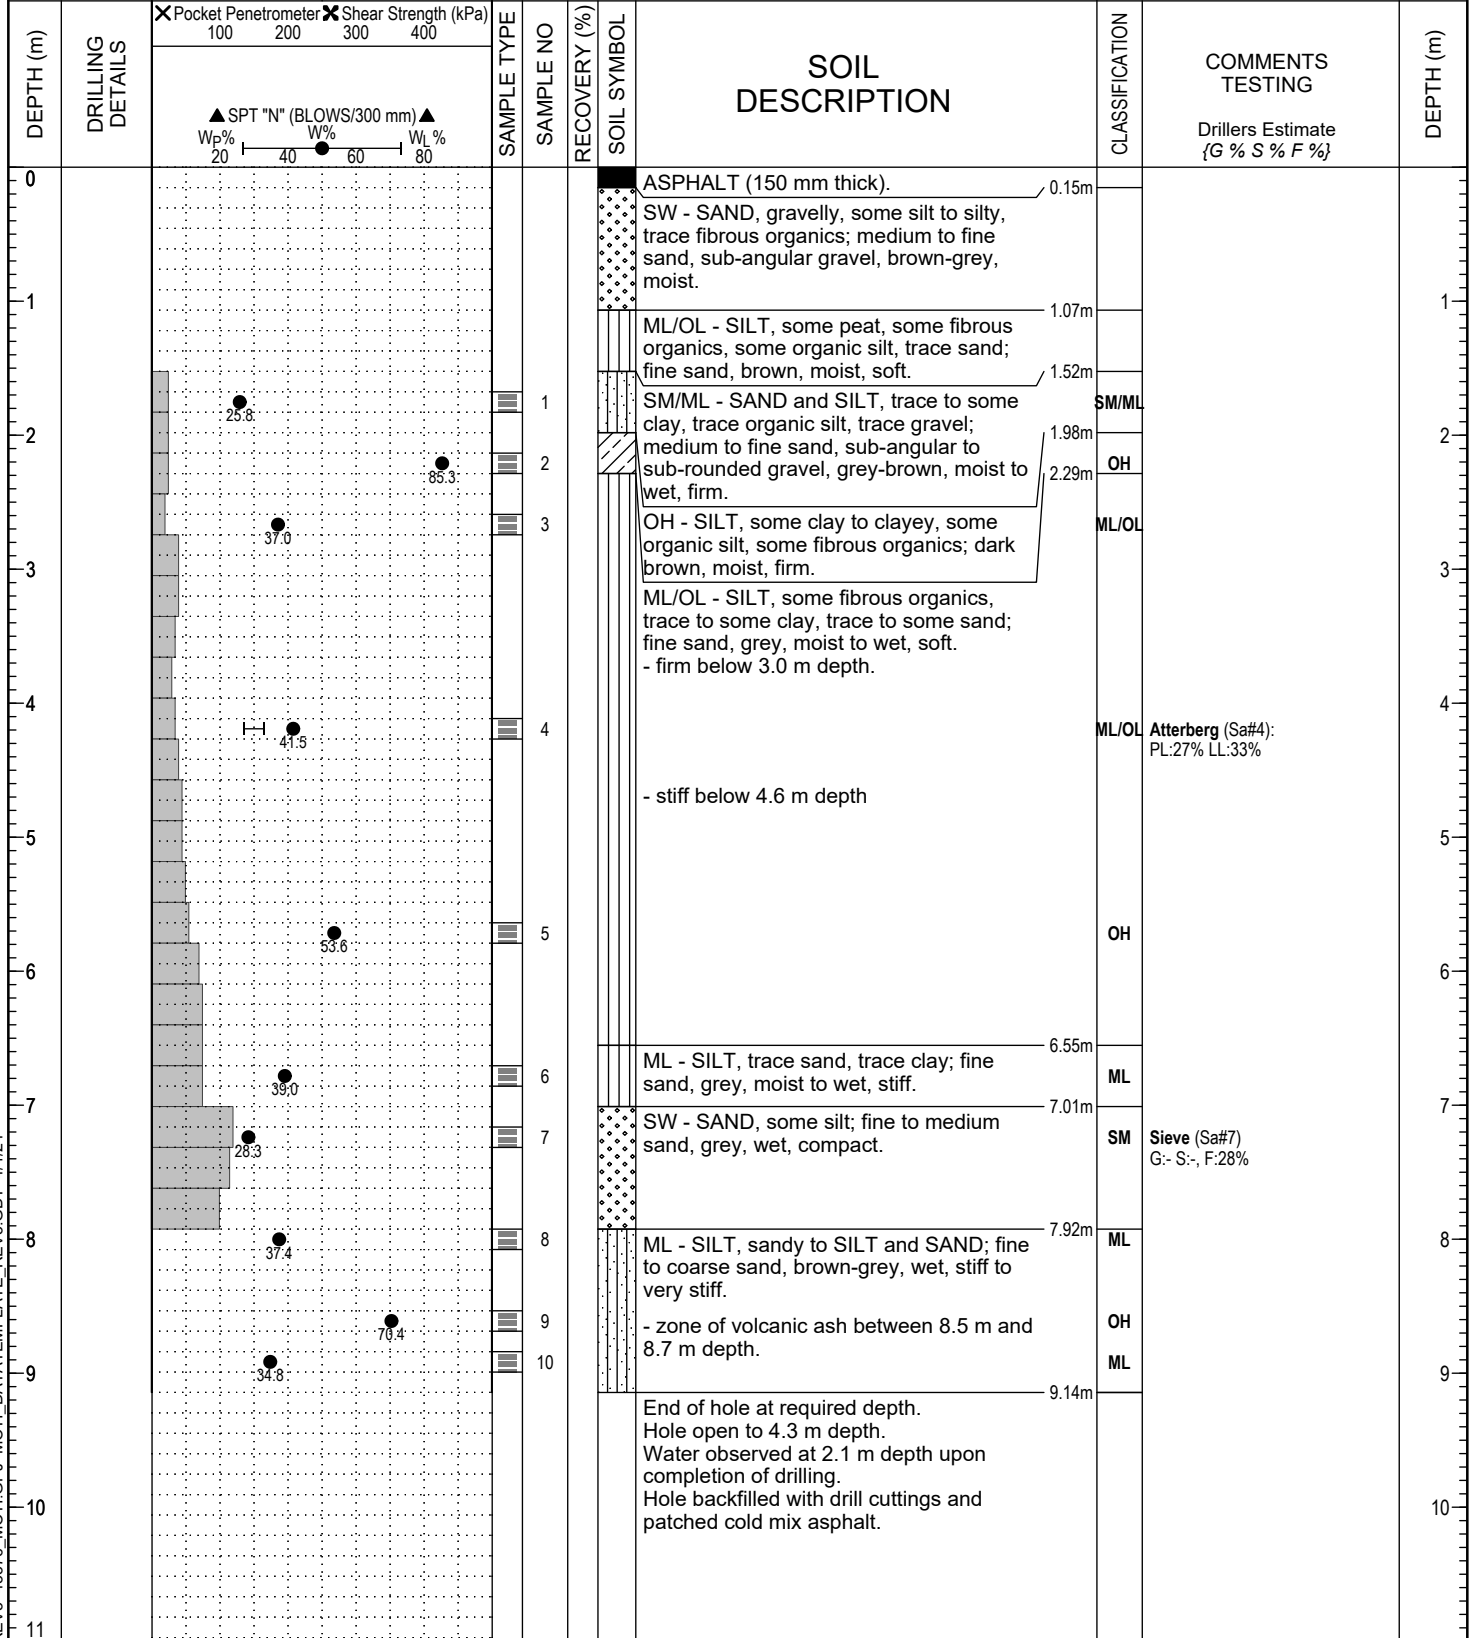 Pocket Penetrometer Shear Strength (kPa)
100 200 300 400
DEPTH (m)
DRILLING DETAILS
SPT "N" (BLOWS/300 mm)
WP% W% WL%
20 40 60 80
SAMPLE TYPE
SAMPLE NO
RECOVERY (%)
SOIL SYMBOL
SOIL
DESCRIPTION
CLASSIFICATION
COMMENTS
TESTING
Drillers Estimate
{G % S % F %}
DEPTH (m)
0
ASPHALT (150 mm thick).
0.15m
SW - SAND, gravelly, some silt to silty,
trace fibrous organics; medium to fine
sand, sub-angular gravel, brown-grey,
moist.
1
1
1.07m
ML/OL - SILT, some peat, some fibrous
organics, some organic silt, trace sand;
fine sand, brown, moist, soft.
1.52m
25.8
1
SM/ML - SAND and SILT, trace to some
clay, trace organic silt, trace gravel;
medium to fine sand, sub-angular to
sub-rounded gravel, grey-brown, moist to
wet, firm.
SM/ML
1.98m
2
2
85.3
2
OH
2.29m
37.0
3
OH - SILT, some clay to clayey, some
organic silt, some fibrous organics; dark
brown, moist, firm.
ML/OL
3
3
ML/OL - SILT, some fibrous organics,
trace to some clay, trace to some sand;
fine sand, grey, moist to wet, soft.
- firm below 3.0 m depth.
4
4
41.5
4
ML/OL
Atterberg (Sa#4):
PL:27% LL:33%
- stiff below 4.6 m depth
5
5
53.6
5
OH
6
6
6.55m
39.0
6
ML - SILT, trace sand, trace clay; fine
sand, grey, moist to wet, stiff.
ML
7
7
7.01m
28.3
7
SW - SAND, some silt; fine to medium
sand, grey, wet, compact.
SM
Sieve (Sa#7)
G:- S:-, F:28%
7.92m
8
8
37.4
8
ML - SILT, sandy to SILT and SAND; fine
to coarse sand, brown-grey, wet, stiff to
very stiff.
ML
70.4
9
- zone of volcanic ash between 8.5 m and
8.7 m depth.
OH
34.8
10
ML
9
9
9.14m
End of hole at required depth.
Hole open to 4.3 m depth.
Water observed at 2.1 m depth upon
completion of drilling.
Hole backfilled with drill cuttings and
patched cold mix asphalt.
10
10
11